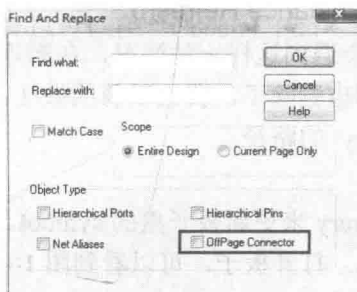 Find And Replace
Find what:
OK
Replace with:
Cancel
Help
Match Case
Scope
Entire Design
Current Page Only
Object Type
Hierarchical Ports
Hierarchical Pins
Net Aliases
OffPage Connector